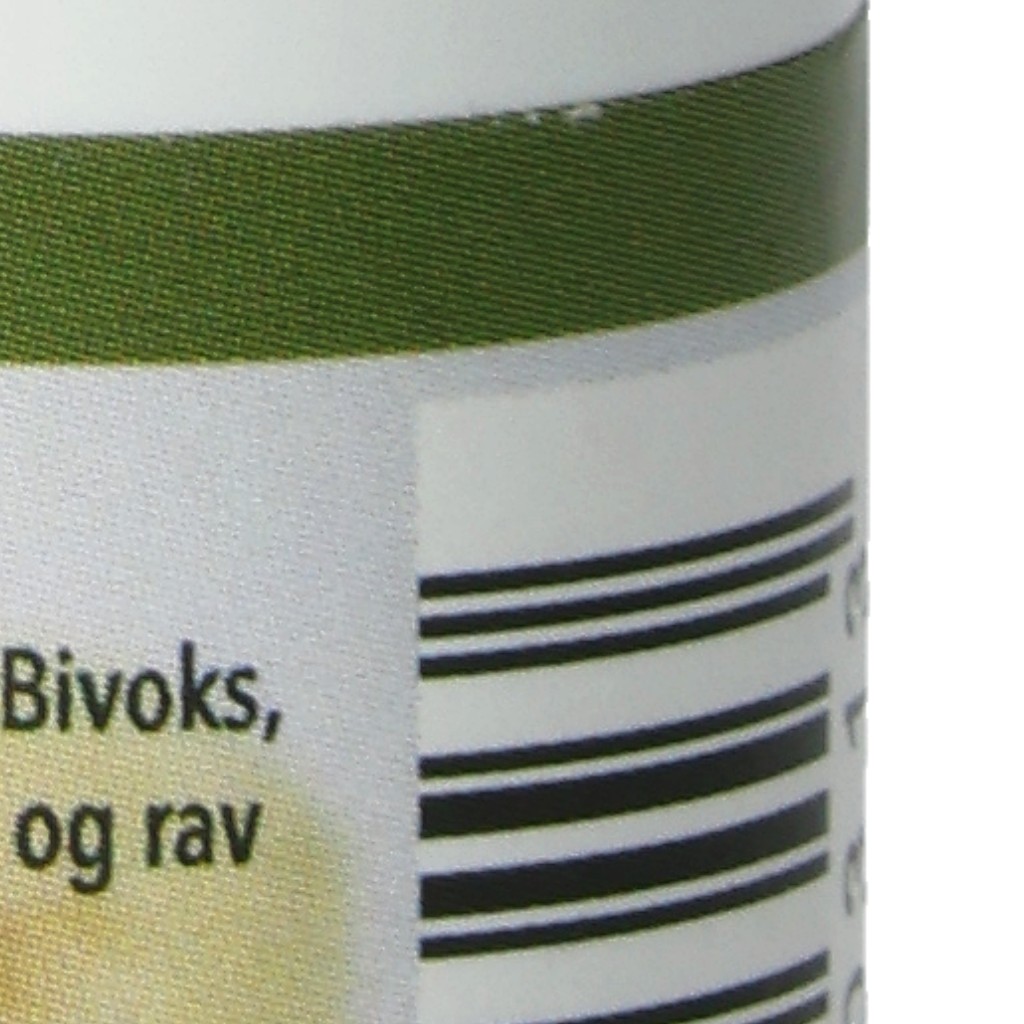 Bivoks,
og rav